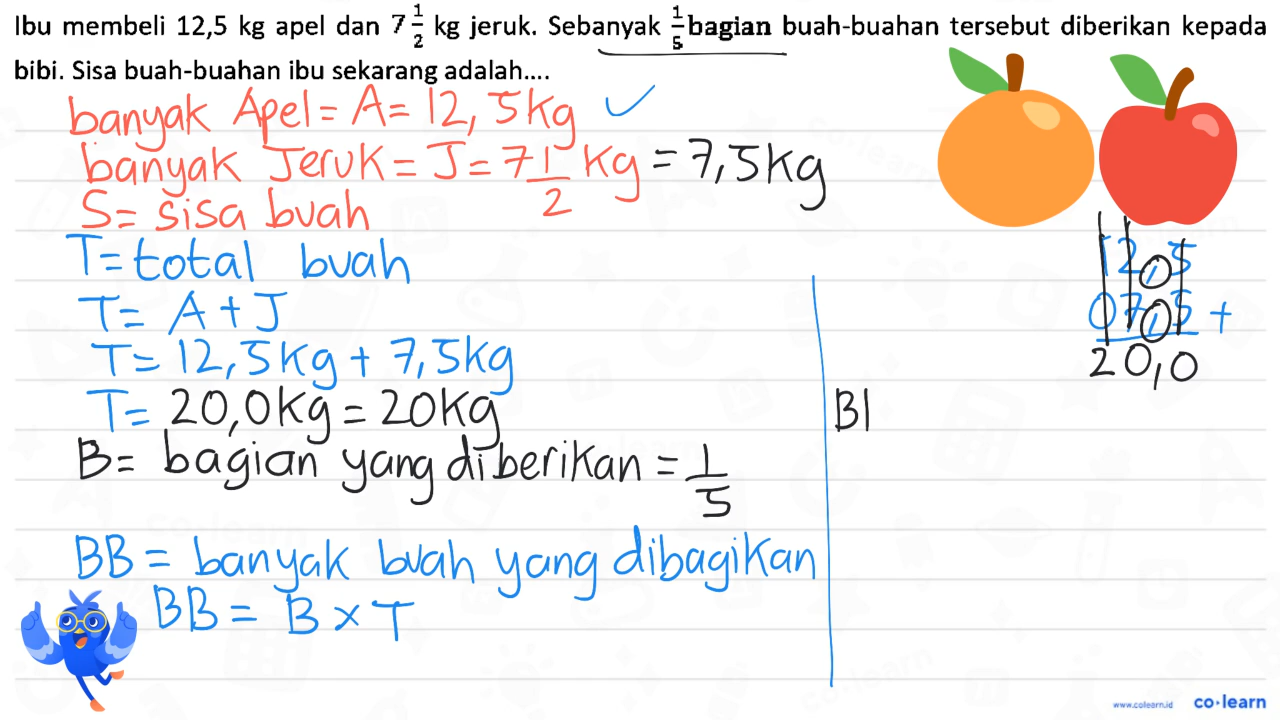 Ibu membeli 12,5 kg apel dan 7 1/2 kg jeruk. Sebanyak 1/5 bagian buah-buahan tersebut diberikan kepada
bibi. Sisa buah-buahan ibu sekarang adalah....
banyak Apel = A = 12,5 Kg ✓
banyak Jeruk = J = 7 1/2 Kg = 7,5 Kg
S = sisa buah
T = total buah
T = A + J
T = 12,5 Kg + 7,5 Kg
T = 20,0 Kg = 20 Kg
B = bagian yang diberikan = 1/5
BB = banyak buah yang dibagikan
BB = B × T
12,5
07,5 +
20,0
B|
www.colearn.id co·learn